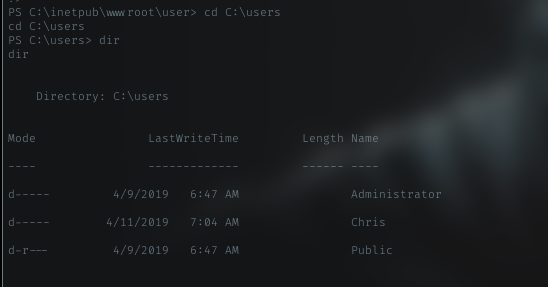 PS C:\inetpub\wwwroot\user> cd C:\users
cd C:\users
PS C:\users> dir
dir
Directory: C:\users
Mode LastWriteTime Length Name
---- ------------- ------ ----
d----- 4/9/2019 6:47 AM Administrator
d----- 4/11/2019 7:04 AM Chris
d-r--- 4/9/2019 6:47 AM Public